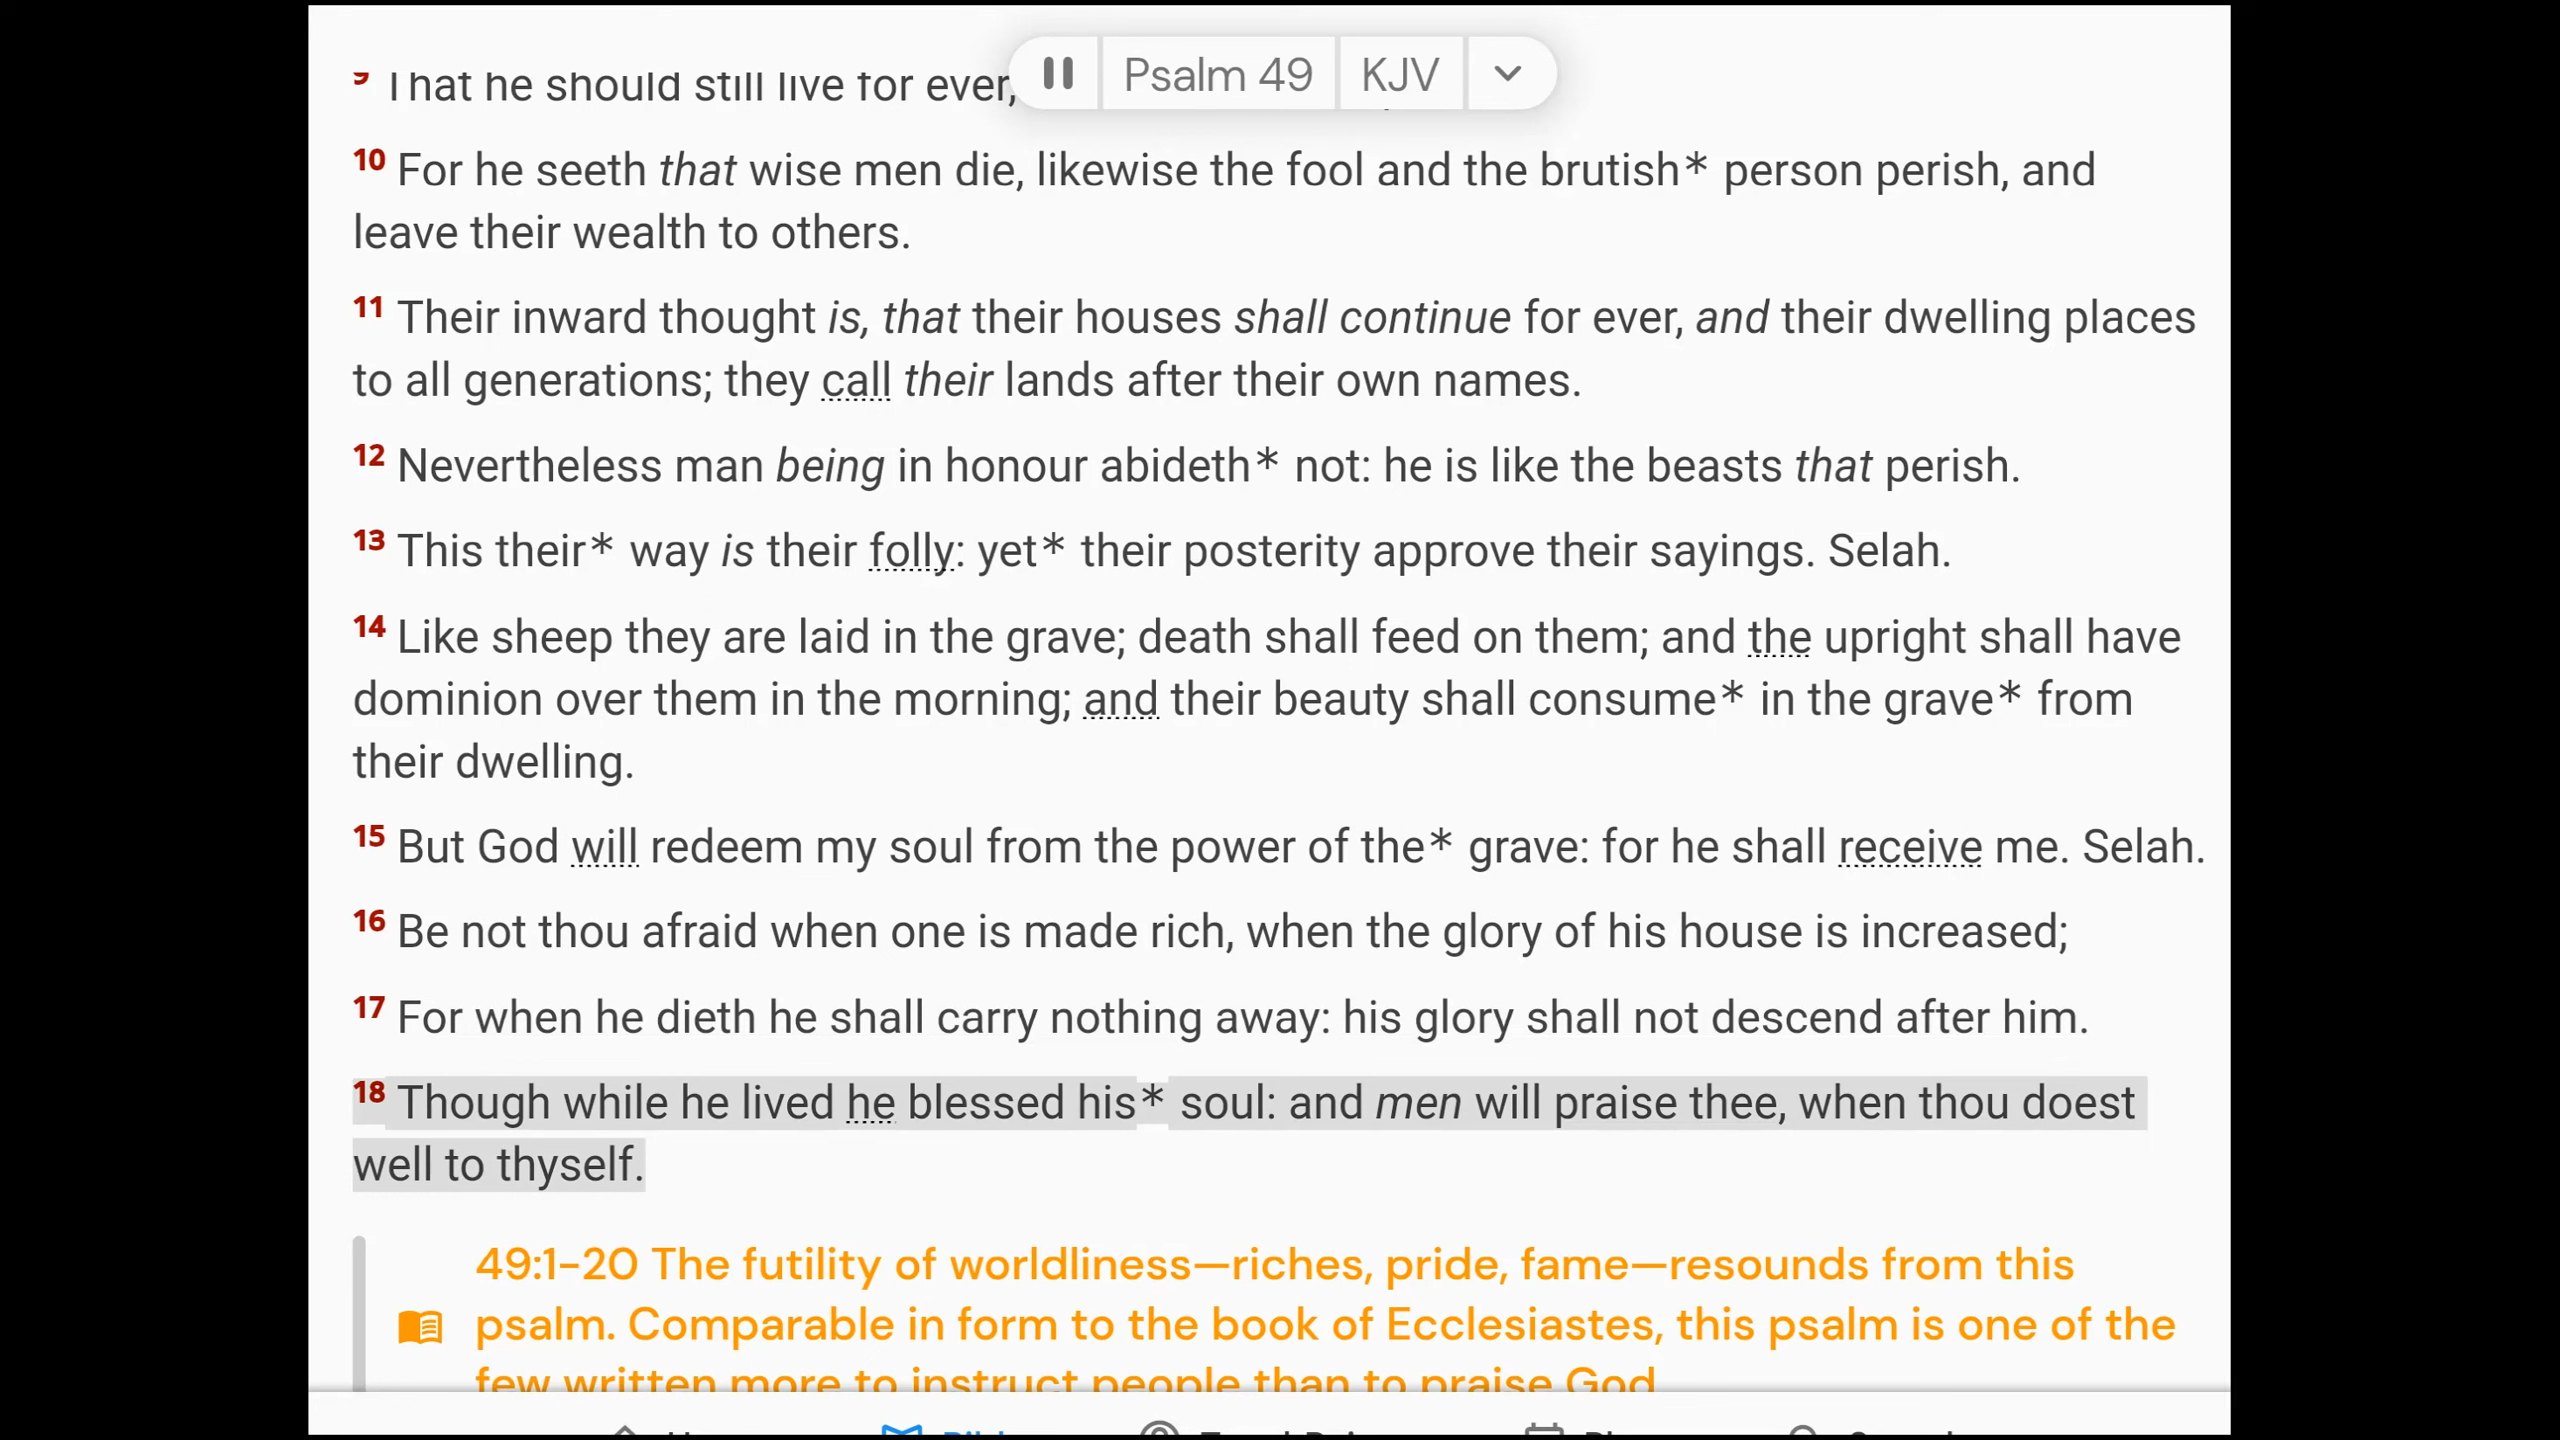 Psalm 49 KJV
9 That he should still live for ever,
10 For he seeth that wise men die, likewise the fool and the brutish* person perish, and
leave their wealth to others.
11 Their inward thought is, that their houses shall continue for ever, and their dwelling places
to all generations; they call their lands after their own names.
12 Nevertheless man being in honour abideth* not: he is like the beasts that perish.
13 This their* way is their folly: yet* their posterity approve their sayings. Selah.
14 Like sheep they are laid in the grave; death shall feed on them; and the upright shall have
dominion over them in the morning; and their beauty shall consume* in the grave* from
their dwelling.
15 But God will redeem my soul from the power of the* grave: for he shall receive me. Selah.
16 Be not thou afraid when one is made rich, when the glory of his house is increased;
17 For when he dieth he shall carry nothing away: his glory shall not descend after him.
18 Though while he lived he blessed his* soul: and men will praise thee, when thou doest
well to thyself.
49:1–20 The futility of worldliness—riches, pride, fame—resounds from this
psalm. Comparable in form to the book of Ecclesiastes, this psalm is one of the
few written more to instruct people than to praise God